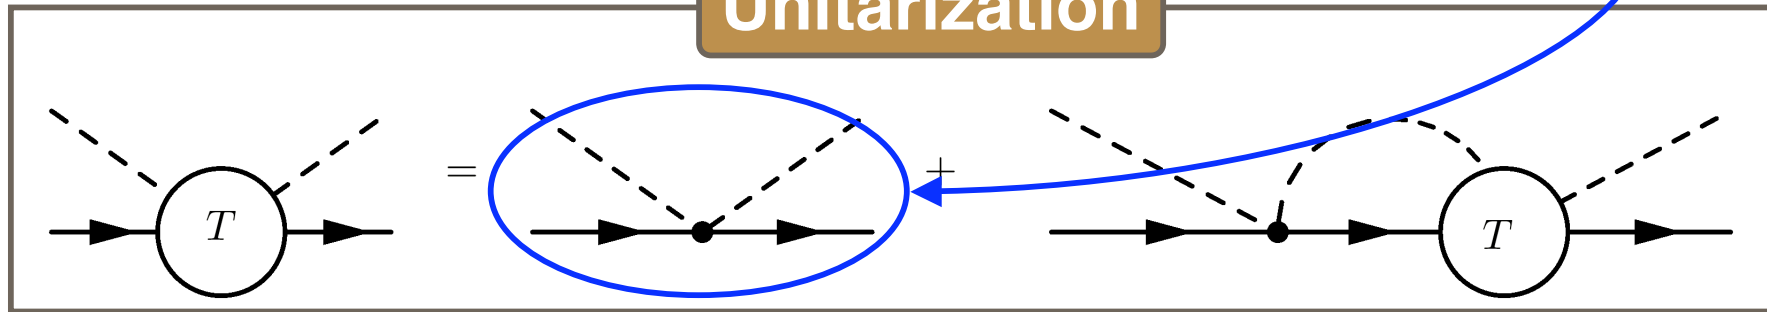 Unitarization
T = + T